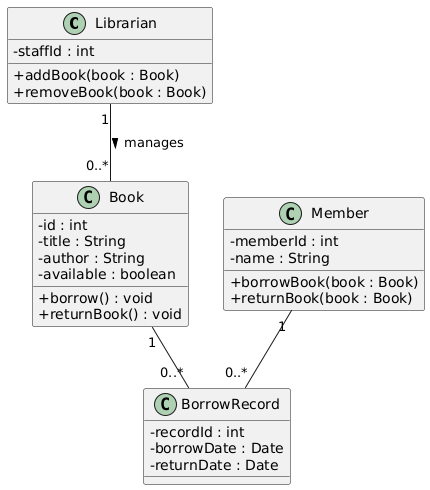 C Librarian
-staffId : int
+addBook(book : Book)
+removeBook(book : Book)
1
manages
0..*
C Book
-id : int
-title : String
-author : String
-available : boolean
+borrow() : void
+returnBook() : void
C Member
-memberId : int
-name : String
+borrowBook(book : Book)
+returnBook(book : Book)
1
1
0..*
0..*
C BorrowRecord
-recordId : int
-borrowDate : Date
-returnDate : Date